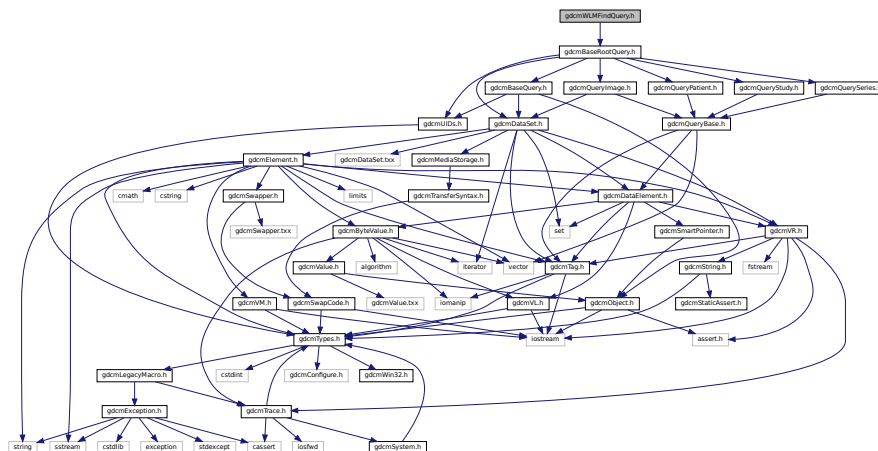 gdcmWLMFindQuery.h
gdcmBaseRootQuery.h
gdcmBaseQuery.h
gdcmQueryImage.h
gdcmQueryPatient.h
gdcmQueryStudy.h
gdcmQuerySeries.h
gdcmUIDs.h
gdcmDataSet.h
gdcmQueryBase.h
gdcmElement.h
gdcmDataSet.txx
gdcmMediaStorage.h
cmath
cstring
gdcmSwapper.h
limits
gdcmTransferSyntax.h
gdcmDataElement.h
gdcmSwapper.txx
gdcmByteValue.h
set
gdcmSmartPointer.h
gdcmVR.h
gdcmValue.h
algorithm
iterator
vector
gdcmTag.h
gdcmString.h
fstream
gdcmVM.h
gdcmSwapCode.h
gdcmValue.txx
iomanip
gdcmVL.h
gdcmObject.h
gdcmStaticAssert.h
gdcmTypes.h
iostream
assert.h
gdcmLegacyMacro.h
cstdint
gdcmConfigure.h
gdcmWin32.h
gdcmException.h
gdcmTrace.h
string
sstream
cstdlib
exception
stdexcept
cassert
iosfwd
gdcmSystem.h